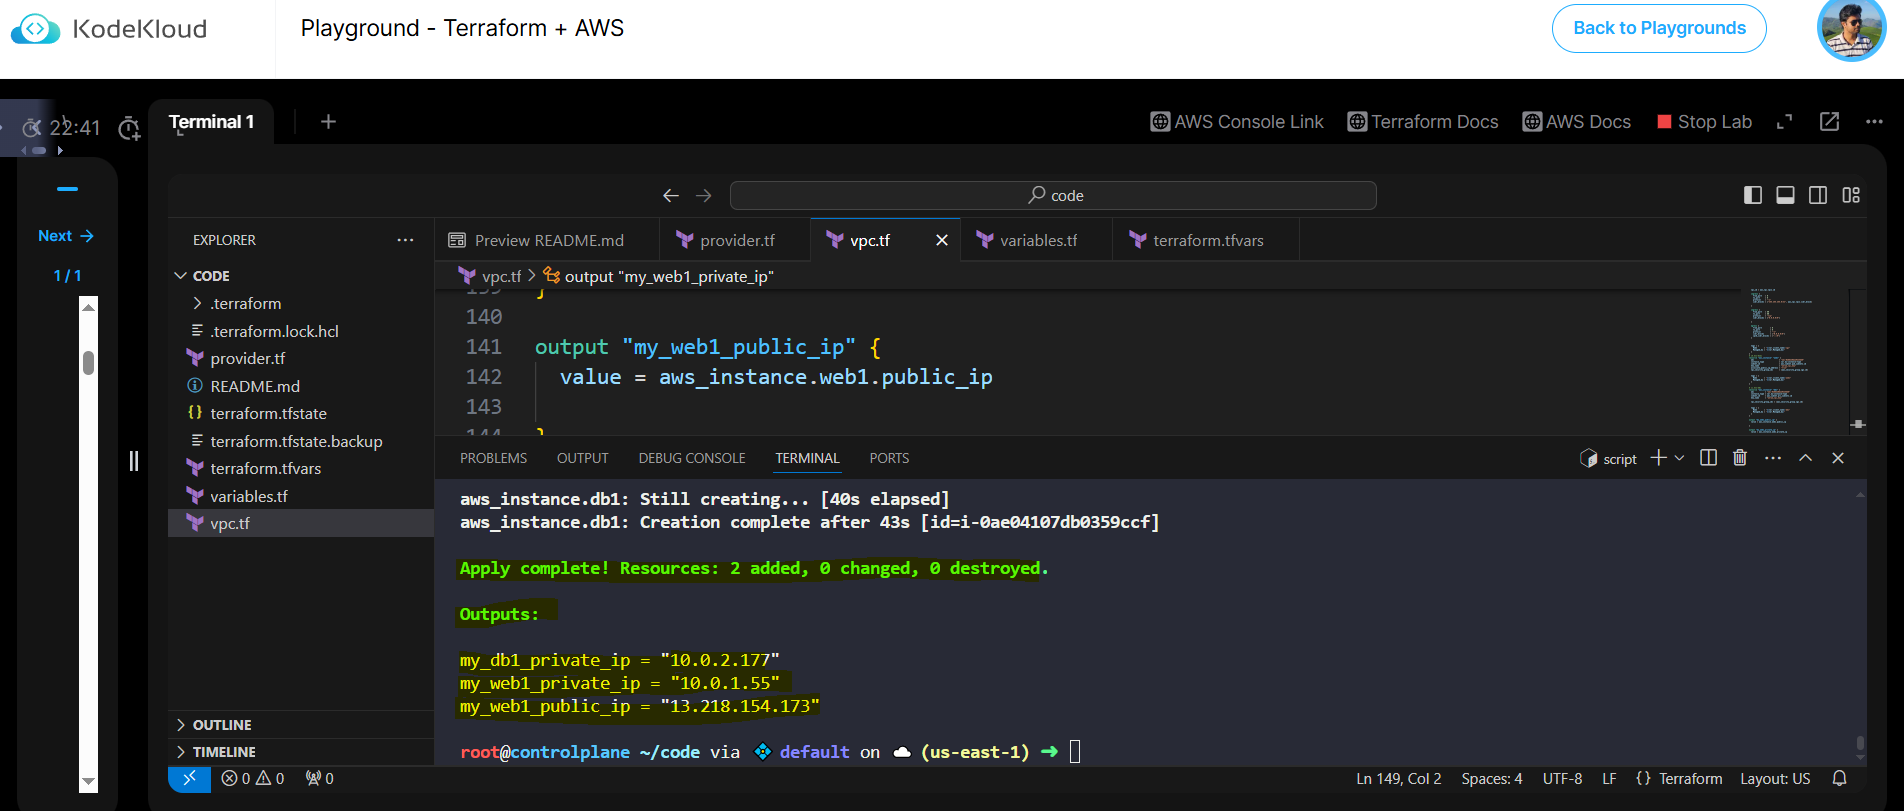 KodeKloud
Playground - Terraform + AWS
Back to Playgrounds
22:41
Terminal 1
AWS Console Link
Terraform Docs
AWS Docs
Stop Lab
Next
1 / 1
code
EXPLORER
CODE
.terraform
.terraform.lock.hcl
provider.tf
README.md
terraform.tfstate
terraform.tfstate.backup
terraform.tfvars
variables.tf
vpc.tf
OUTLINE
TIMELINE
Preview README.md
provider.tf
vpc.tf
variables.tf
terraform.tfvars
vpc.tf > output "my_web1_private_ip"
139 }
140
141 output "my_web1_public_ip" {
142 value = aws_instance.web1.public_ip
143
144 }
PROBLEMS
OUTPUT
DEBUG CONSOLE
TERMINAL
PORTS
script
aws_instance.db1: Still creating... [40s elapsed]
aws_instance.db1: Creation complete after 43s [id=i-0ae04107db0359ccf]
Apply complete! Resources: 2 added, 0 changed, 0 destroyed.
Outputs:
my_db1_private_ip = "10.0.2.177"
my_web1_private_ip = "10.0.1.55"
my_web1_public_ip = "13.218.154.173"
root@controlplane ~/code via default on (us-east-1) ➜
0 0 0
Ln 149, Col 2
Spaces: 4
UTF-8
LF
{} Terraform
Layout: US